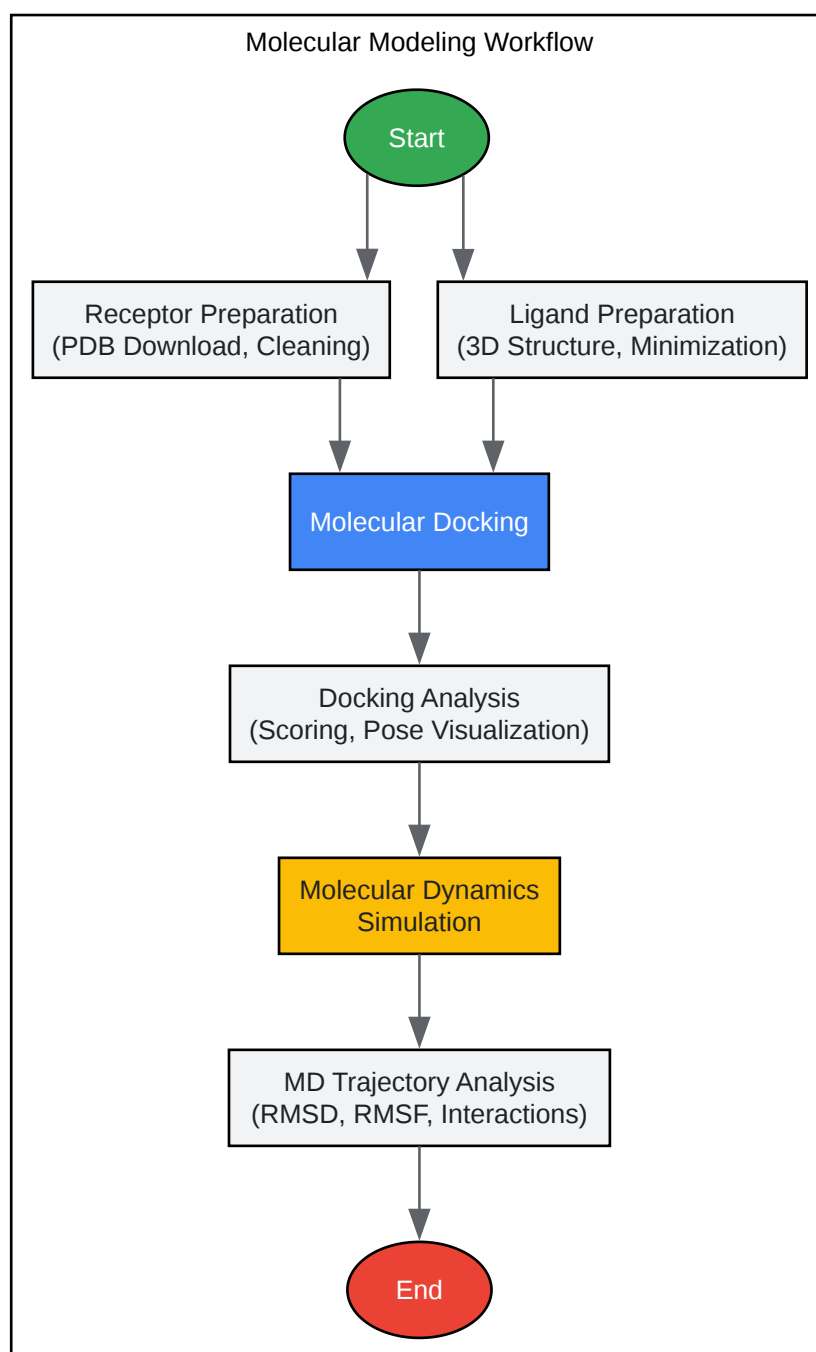 Molecular Modeling Workflow
Start
Receptor Preparation
(PDB Download, Cleaning)
Ligand Preparation
(3D Structure, Minimization)
Molecular Docking
Docking Analysis
(Scoring, Pose Visualization)
Molecular Dynamics
Simulation
MD Trajectory Analysis
(RMSD, RMSF, Interactions)
End